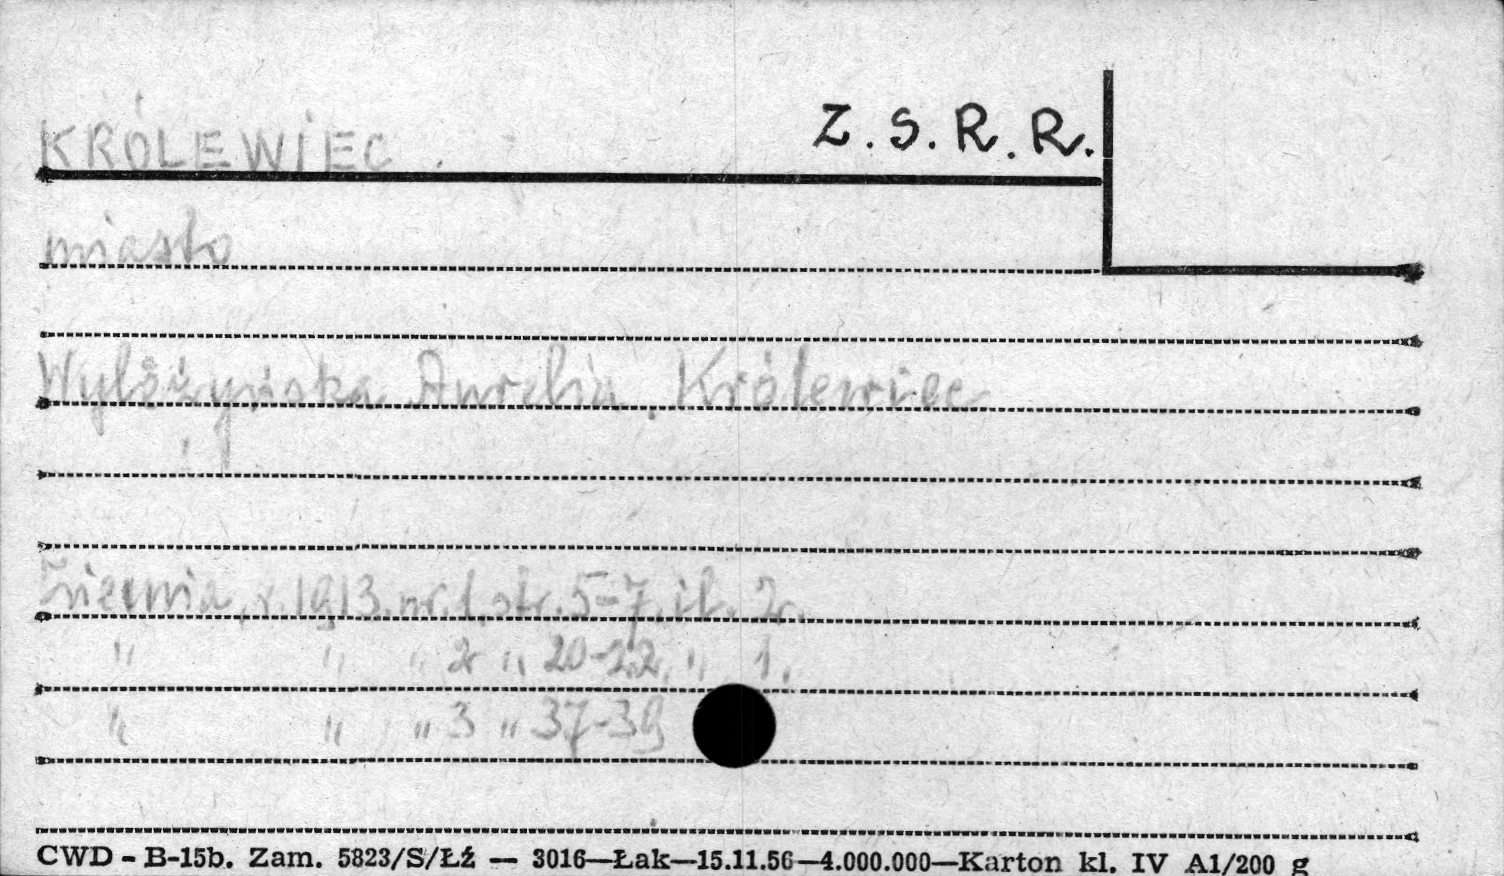 KRÓLEWIEC. Z.S.R.R.
miasto
Wyleżyńska Aurelia. Królewiec
Ziemia, r. 1913. nr. 1. str. 5-7. il. 2.
" " " 2 " 20-22. " 1.
" " " 3 " 37-39
CWD - B-15b. Zam. 5823/S/Łź — 3016—Łak—15.11.56—4.000.000—Karton kl. IV A1/200 g